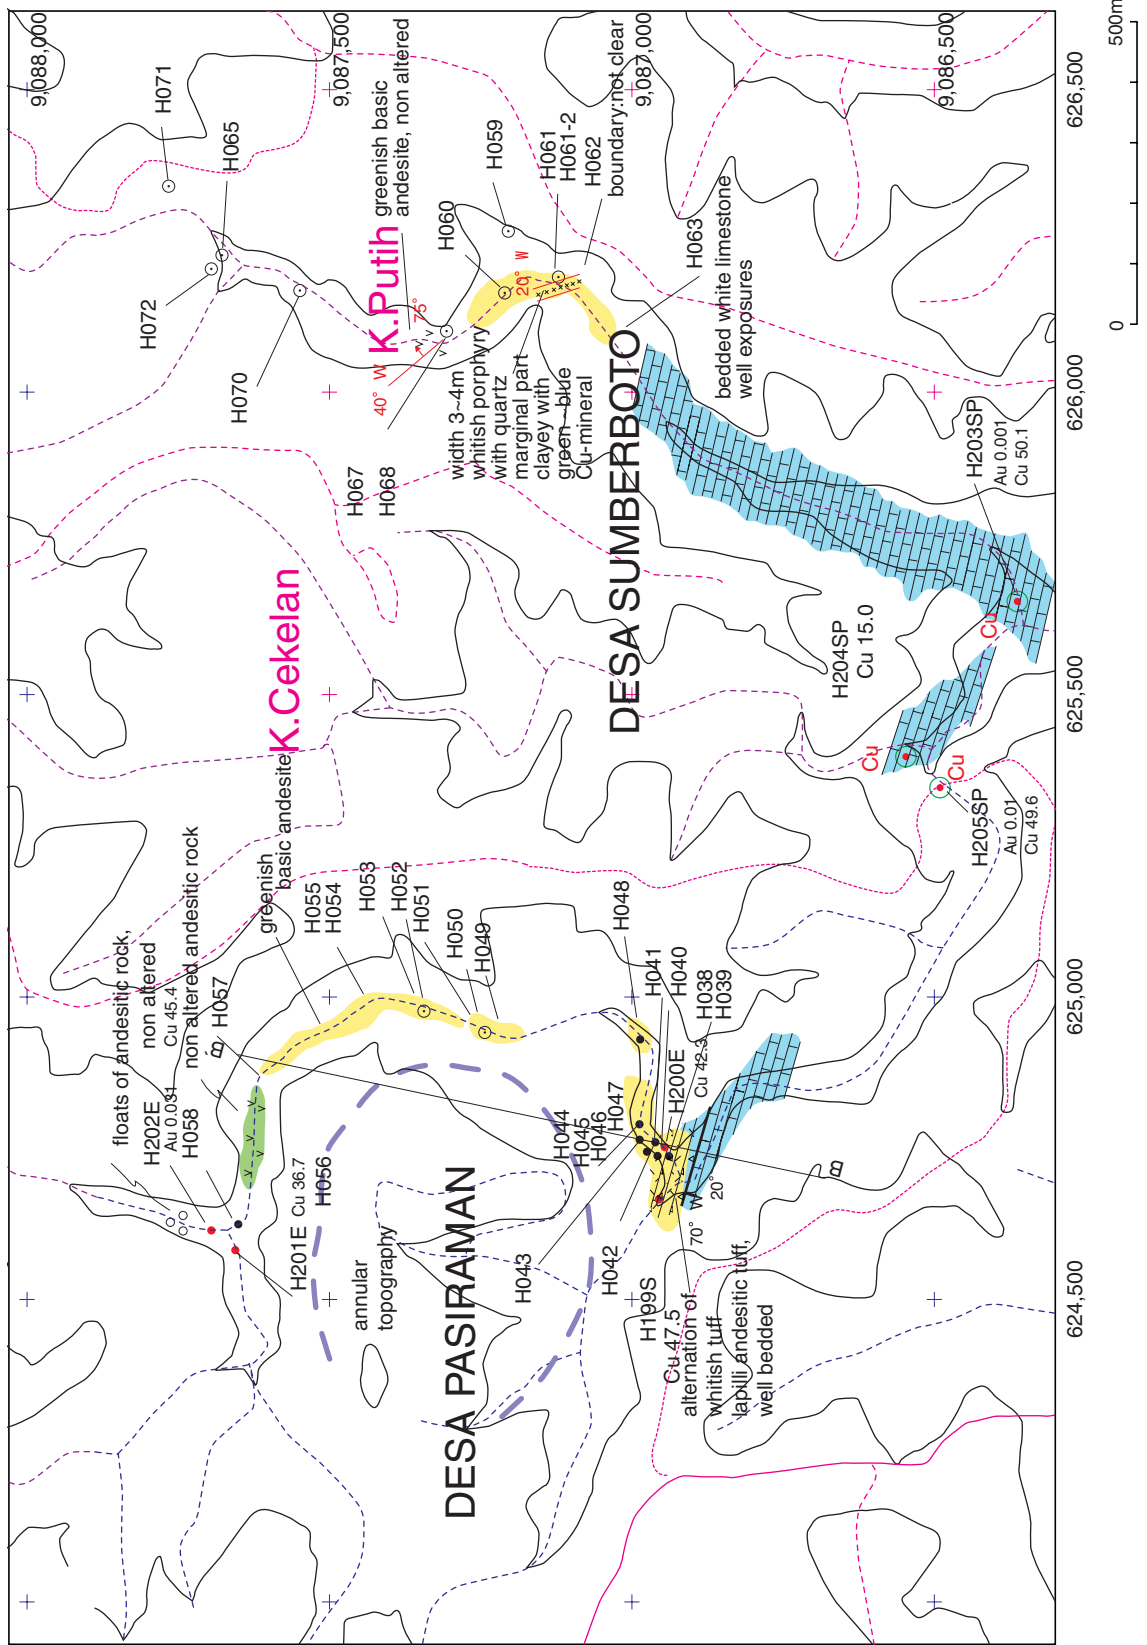 9,088,000
9,087,500
9,087,000
9,086,500
500m
0
626,500
626,000
625,500
625,000
624,500
H071
H065
H072
H070
K.Putih
greenish basic
andesite, non altered
75°
40° W
H067
H068
H060
H059
20° W
H061
H061-2
H062
boundary:not clear
H063
bedded white limestone
well exposures
width 3~4m
whitish porphyry
with quartz
marginal part
clayey with
green~blue
Cu-mineral
DESA SUMBERBOTO
K.Cekelan
H203SP
Au 0.001
Cu 50.1
Cu
H204SP
Cu 15.0
Cu
Cu
H205SP
Au 0.01
Cu 49.6
floats of andesitic rock,
non altered
H202E
Au 0.031
Cu 45.4
H058
non altered andesitic rock
H057
B
greenish
basic andesite
H055
H054
H053
H052
H051
H050
H049
H048
H041
H040
H038
H039
H200E
Cu 42.3
H047
H044
H045
H046
H043
H042
H201E
Cu 36.7
H056
annular
topography
DESA PASIRAMAN
B
70° W
20°
H199S
Cu 47.5
alternation of
whitish tuff
lapilli andesitic tuff,
well bedded